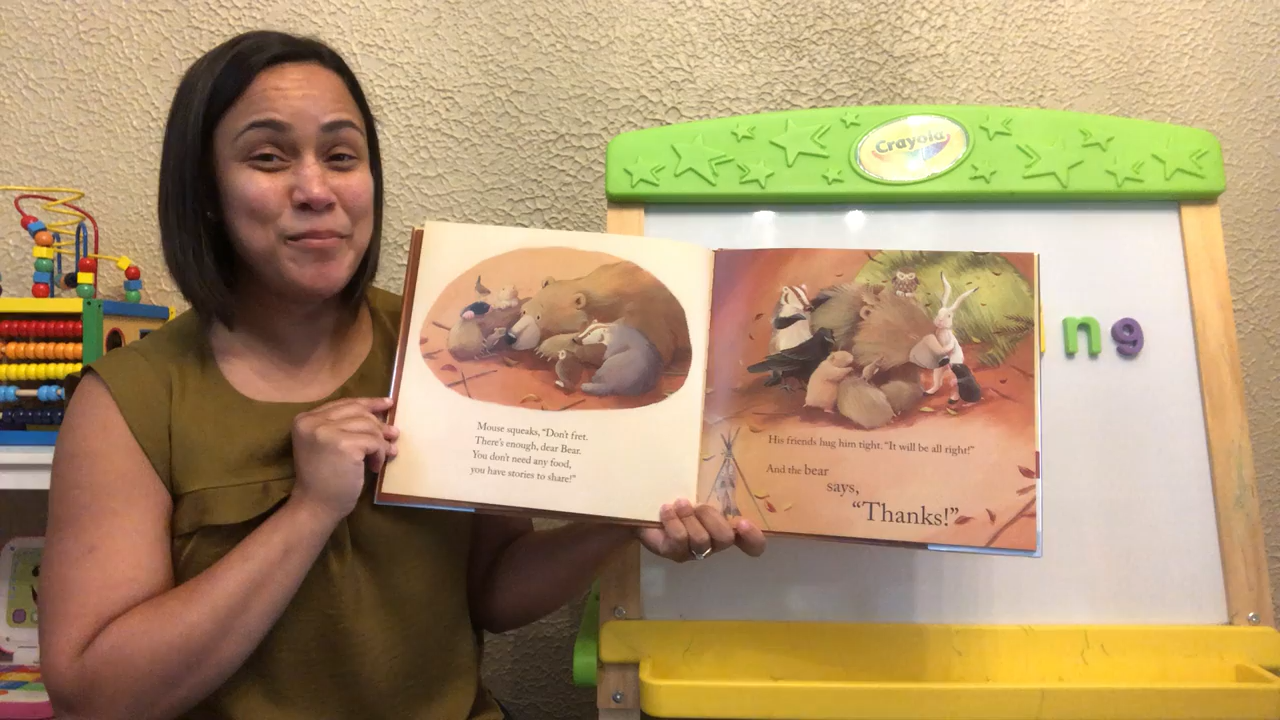 Crayola
Mouse squeaks, “Don’t fret.
There’s enough, dear Bear.
You don’t need any food,
you have stories to share!”
His friends hug him tight. “It will be all right!”
And the bear
says,
“Thanks!”
ng